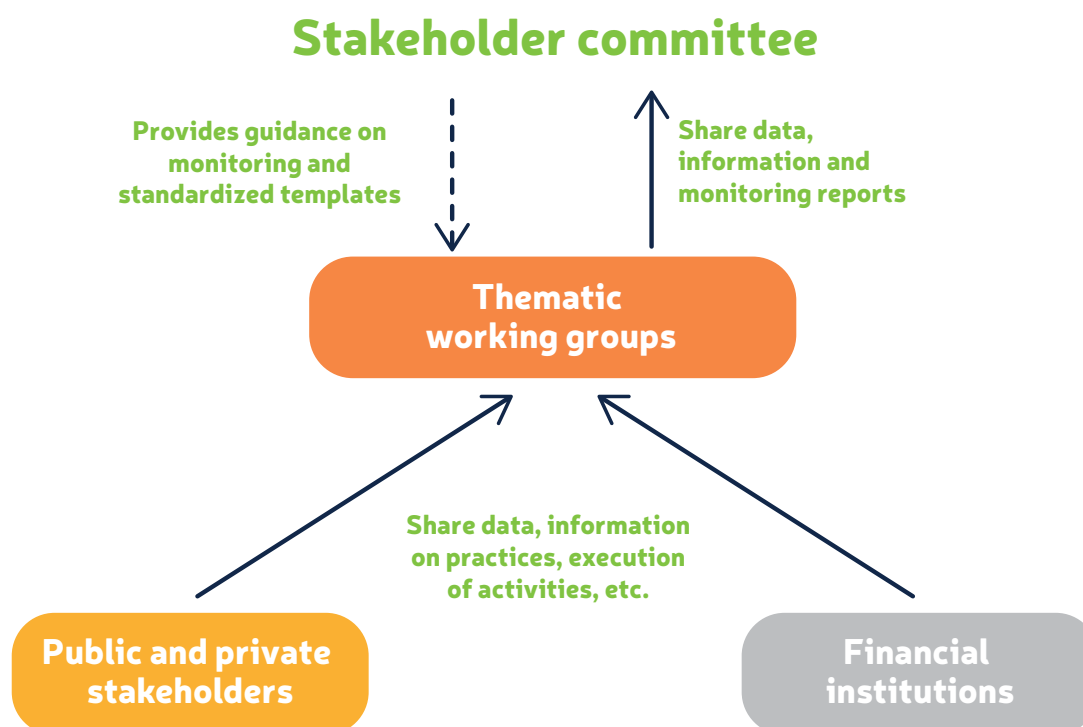 Stakeholder committee
Provides guidance on
monitoring and
standardized templates
Share data,
information and
monitoring reports
Thematic
working groups
Share data, information
on practices, execution
of activities, etc.
Public and private
stakeholders
Financial
institutions